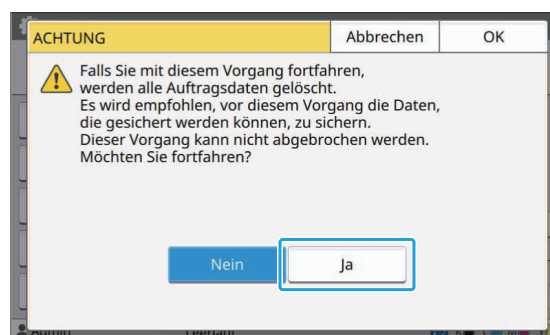 ACHTUNG
Abbrechen
OK
Falls Sie mit diesem Vorgang fortfahren,
werden alle Auftragsdaten gelöscht.
Es wird empfohlen, vor diesem Vorgang die Daten,
die gesichert werden können, zu sichern.
Dieser Vorgang kann nicht abgebrochen werden.
Möchten Sie fortfahren?
Nein
Ja